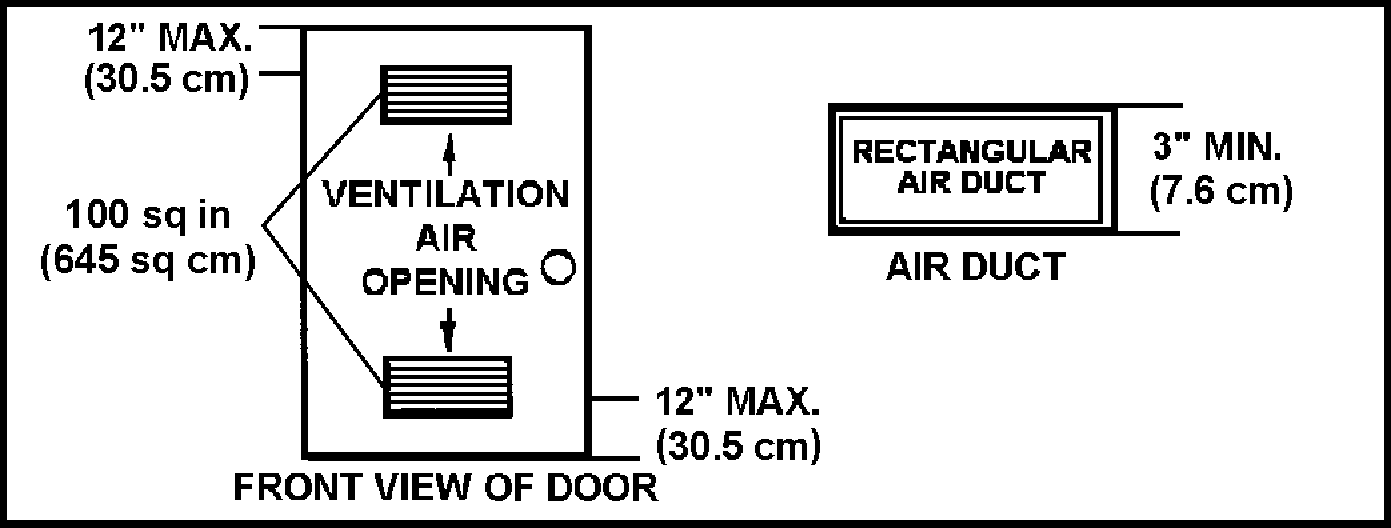 12" MAX.
(30.5 cm)
100 sq in
(645 sq cm)
VENTILATION
AIR
OPENING
12" MAX.
(30.5 cm)
FRONT VIEW OF DOOR
RECTANGULAR
AIR DUCT
3" MIN.
(7.6 cm)
AIR DUCT